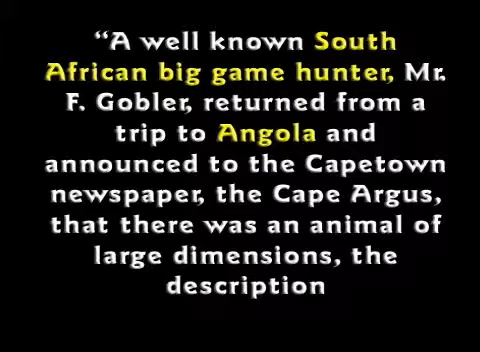 “A well known South
African big game hunter, Mr.
F. Gobler, returned from a
trip to Angola and
announced to the Capetown
newspaper, the Cape Argus,
that there was an animal of
large dimensions, the
description